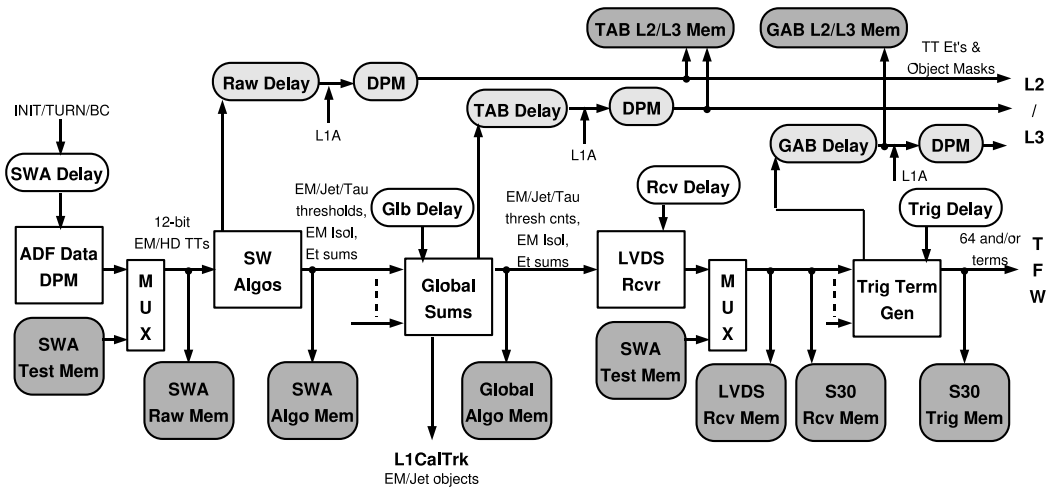 TAB L2/L3 Mem
GAB L2/L3 Mem
TT Et's &
Object Masks
Raw Delay
DPM
L2
/
L3
TAB Delay
DPM
L1A
INIT/TURN/BC
L1A
GAB Delay
DPM
L1A
SWA Delay
EM/Jet/Tau
thresholds,
EM Isol,
Et sums
Glb Delay
EM/Jet/Tau
thresh cnts,
EM Isol,
Et sums
Rcv Delay
Trig Delay
12-bit
EM/HD TTs
64 and/or
terms
ADF Data
DPM
MUX
SW
Algos
Global
Sums
LVDS
Rcvr
MUX
Trig Term
Gen
T
F
W
SWA
Test Mem
SWA
Raw Mem
SWA
Algo Mem
Global
Algo Mem
SWA
Test Mem
LVDS
Rcv Mem
S30
Rcv Mem
S30
Trig Mem
L1CalTrk
EM/Jet objects